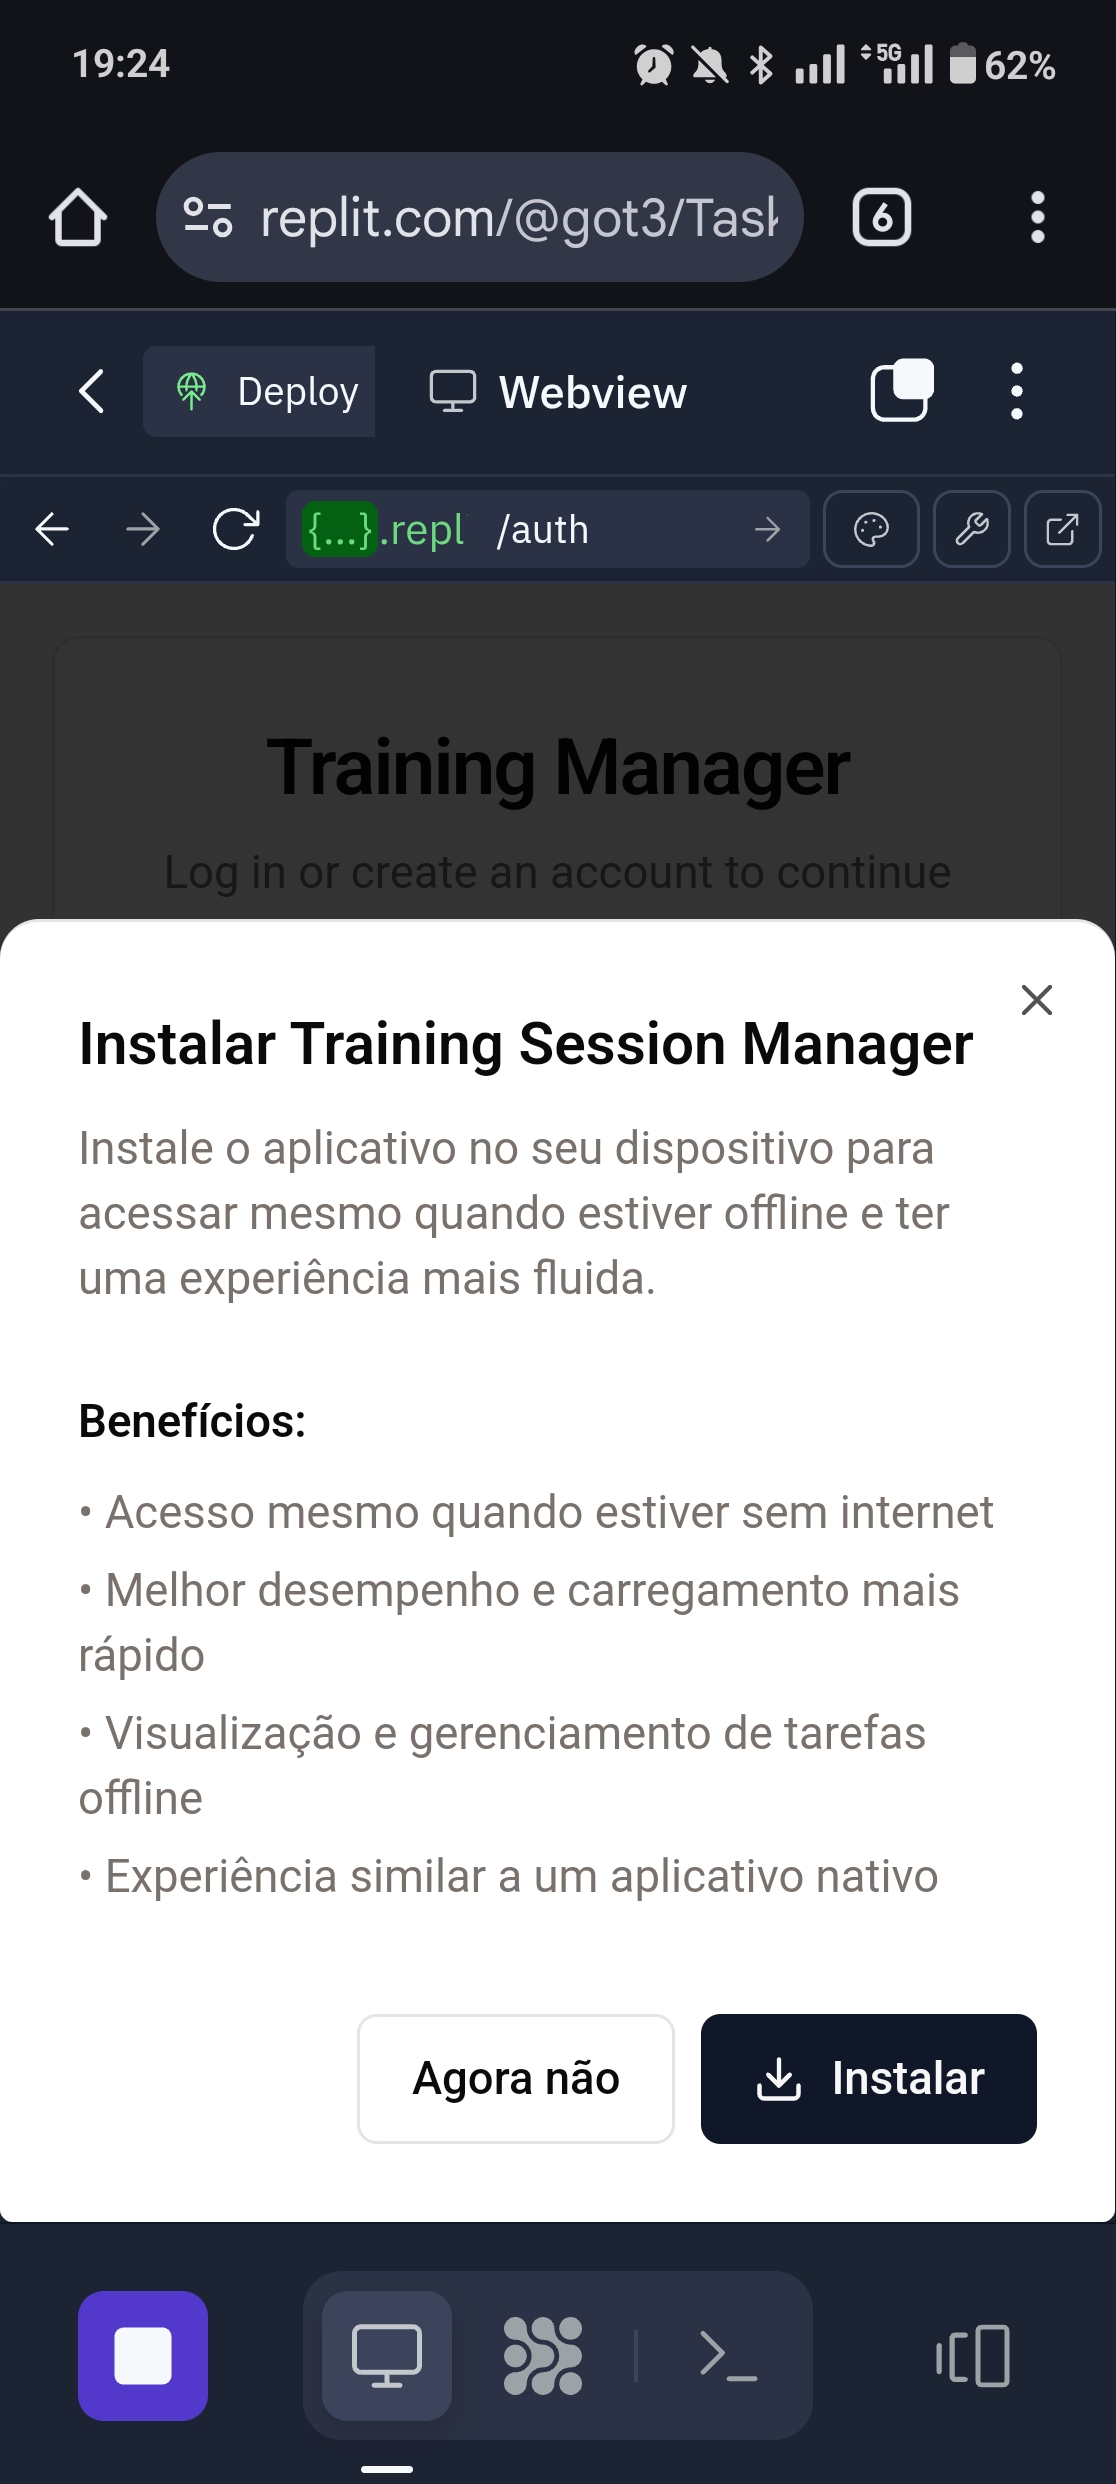 19:24
5G
62%
replit.com/@got3/Task
6
Deploy
Webview
{...}.repl
/auth
Training Manager
Log in or create an account to continue
Instalar Training Session Manager
Instale o aplicativo no seu dispositivo para
acessar mesmo quando estiver offline e ter
uma experiência mais fluida.
Benefícios:
• Acesso mesmo quando estiver sem internet
• Melhor desempenho e carregamento mais
rápido
• Visualização e gerenciamento de tarefas
offline
• Experiência similar a um aplicativo nativo
Agora não
Instalar